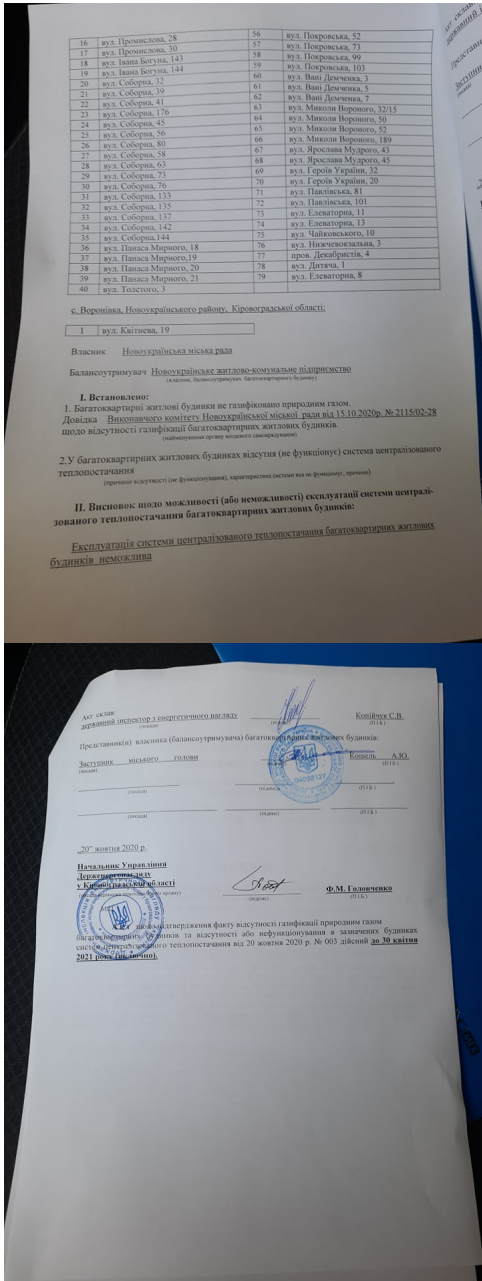 16 вул. Промислова, 28
17 вул. Промислова, 30
18 вул. Івана Богуна, 143
19 вул. Івана Богуна, 144
20 вул. Соборна, 32
21 вул. Соборна, 39
22 вул. Соборна, 41
23 вул. Соборна, 176
24 вул. Соборна, 45
25 вул. Соборна, 56
26 вул. Соборна, 80
27 вул. Соборна, 58
28 вул. Соборна, 63
29 вул. Соборна, 73
30 вул. Соборна, 76
31 вул. Соборна, 133
32 вул. Соборна, 135
33 вул. Соборна, 137
34 вул. Соборна, 142
35 вул. Соборна,144
36 вул. Панаса Мирного, 18
37 вул. Панаса Мирного,19
38 вул. Панаса Мирного, 20
39 вул. Панаса Мирного, 21
40 вул. Толстого, 3
56 вул. Покровська, 52
57 вул. Покровська, 73
58 вул. Покровська, 99
59 вул. Покровська, 103
60 вул. Вані Демченка, 3
61 вул. Вані Демченка, 5
62 вул. Вані Демченка, 7
63 вул. Миколи Вороного, 32/15
64 вул. Миколи Вороного, 50
65 вул. Миколи Вороного, 52
66 вул. Миколи Вороного, 189
67 вул. Ярослава Мудрого, 43
68 вул. Ярослава Мудрого, 45
69 вул. Героїв України, 32
70 вул. Героїв України, 20
71 вул. Павлівська, 81
72 вул. Павлівська, 101
73 вул. Елеваторна, 11
74 вул. Елеваторна, 13
75 вул. Чайковського, 10
76 вул. Нижчевокзальна, 3
77 пров. Декабристів, 4
78 вул. Дитяча, 1
79 вул. Елеваторна, 8
с. Воронівка, Новоукраїнського району, Кіровоградської області:
1 вул. Квітнева, 19
Власник Новоукраїнська міська рада
Балансоутримувач Новоукраїнське житлово-комунальне підприємство
(власник, балансоутримувач багатоквартирного будинку)
І. Встановлено:
1. Багатоквартирні житлові будинки не газифіковано природним газом.
Довідка Виконавчого комітету Новоукраїнської міської ради від 15.10.2020р. № 2115/02-28
щодо відсутності газифікації багатоквартирних житлових будинків.
(найменування органу місцевого самоврядування)
2.У багатоквартирних житлових будинках відсутня (не функціонує) система централізованого
теплопостачання
(причини відсутності (не функціонування), характеристика системи яка не функціонує, причини)
ІІ. Висновок щодо можливості (або неможливості) експлуатації системи централі-
зованого теплопостачання багатоквартирних житлових будинків:
Експлуатація системи централізованого теплопостачання багатоквартирних житлових
будинків неможлива
Акт склав:
державний інспектор з енергетичного нагляду Копійчук С.В.
(посада) (П І Б )
Представник(и) власника (балансоутримувача) багатоквартирних житлових будинків:
Заступник міського голови Кошель А.Ю.
(посада) (П І Б )
04055127
(посада) (підпис) (П І Б )
(посада) (підпис) (П І Б )
„20” жовтня 2020 р.
Начальник Управління
Держенергонагляду
у Кіровоградській області Ф.М. Головченко
(підпис) (П І Б )
щодо підтвердження факту відсутності газифікації природним газом
багатоквартирних будинків та відсутності або нефункціонування в зазначених будинках
систем централізованого теплопостачання від 20 жовтня 2020 р. № 003 дійсний до 30 квітня
2021 року (включно).